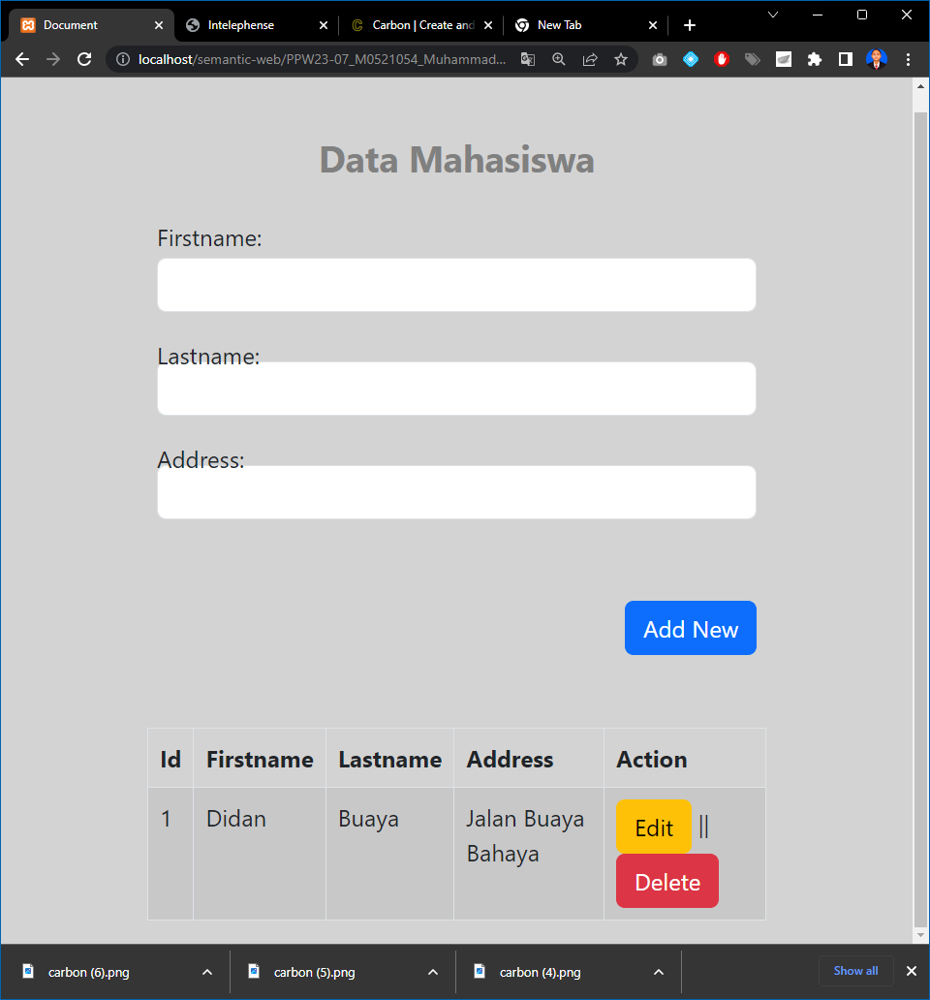 Document
Intelephense
Carbon | Create and
New Tab
localhost/semantic-web/PPW23-07_M0521054_Muhammad...
Data Mahasiswa
Firstname:
Lastname:
Address:
Add New
Id Firstname Lastname Address Action
1 Didan Buaya Jalan Buaya Bahaya Edit ||
Delete
carbon (6).png
carbon (5).png
carbon (4).png
Show all